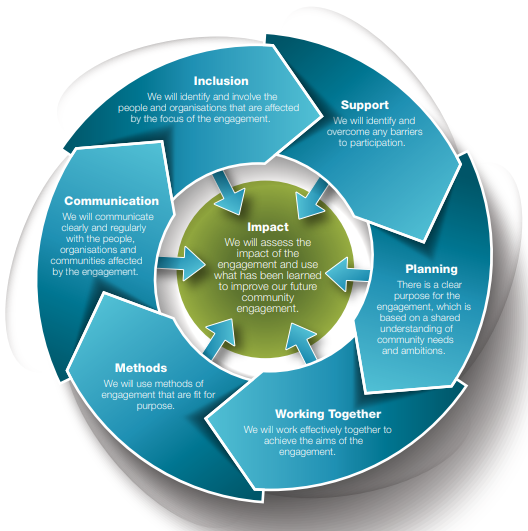 Inclusion
We will identify and involve the
people and organisations that are affected
by the focus of the engagement.
Support
We will identify and
overcome any barriers
to participation.
Planning
There is a clear
purpose for the
engagement, which is
based on a shared
understanding of
community needs
and ambitions.
Working Together
We will work effectively together to
achieve the aims of the
engagement.
Methods
We will use methods of
engagement that are fit for
purpose.
Communication
We will communicate
clearly and regularly
with the people,
organisations and
communities affected
by the engagement.
Impact
We will assess the
impact of the
engagement and use
what has been learned
to improve our future
community
engagement.